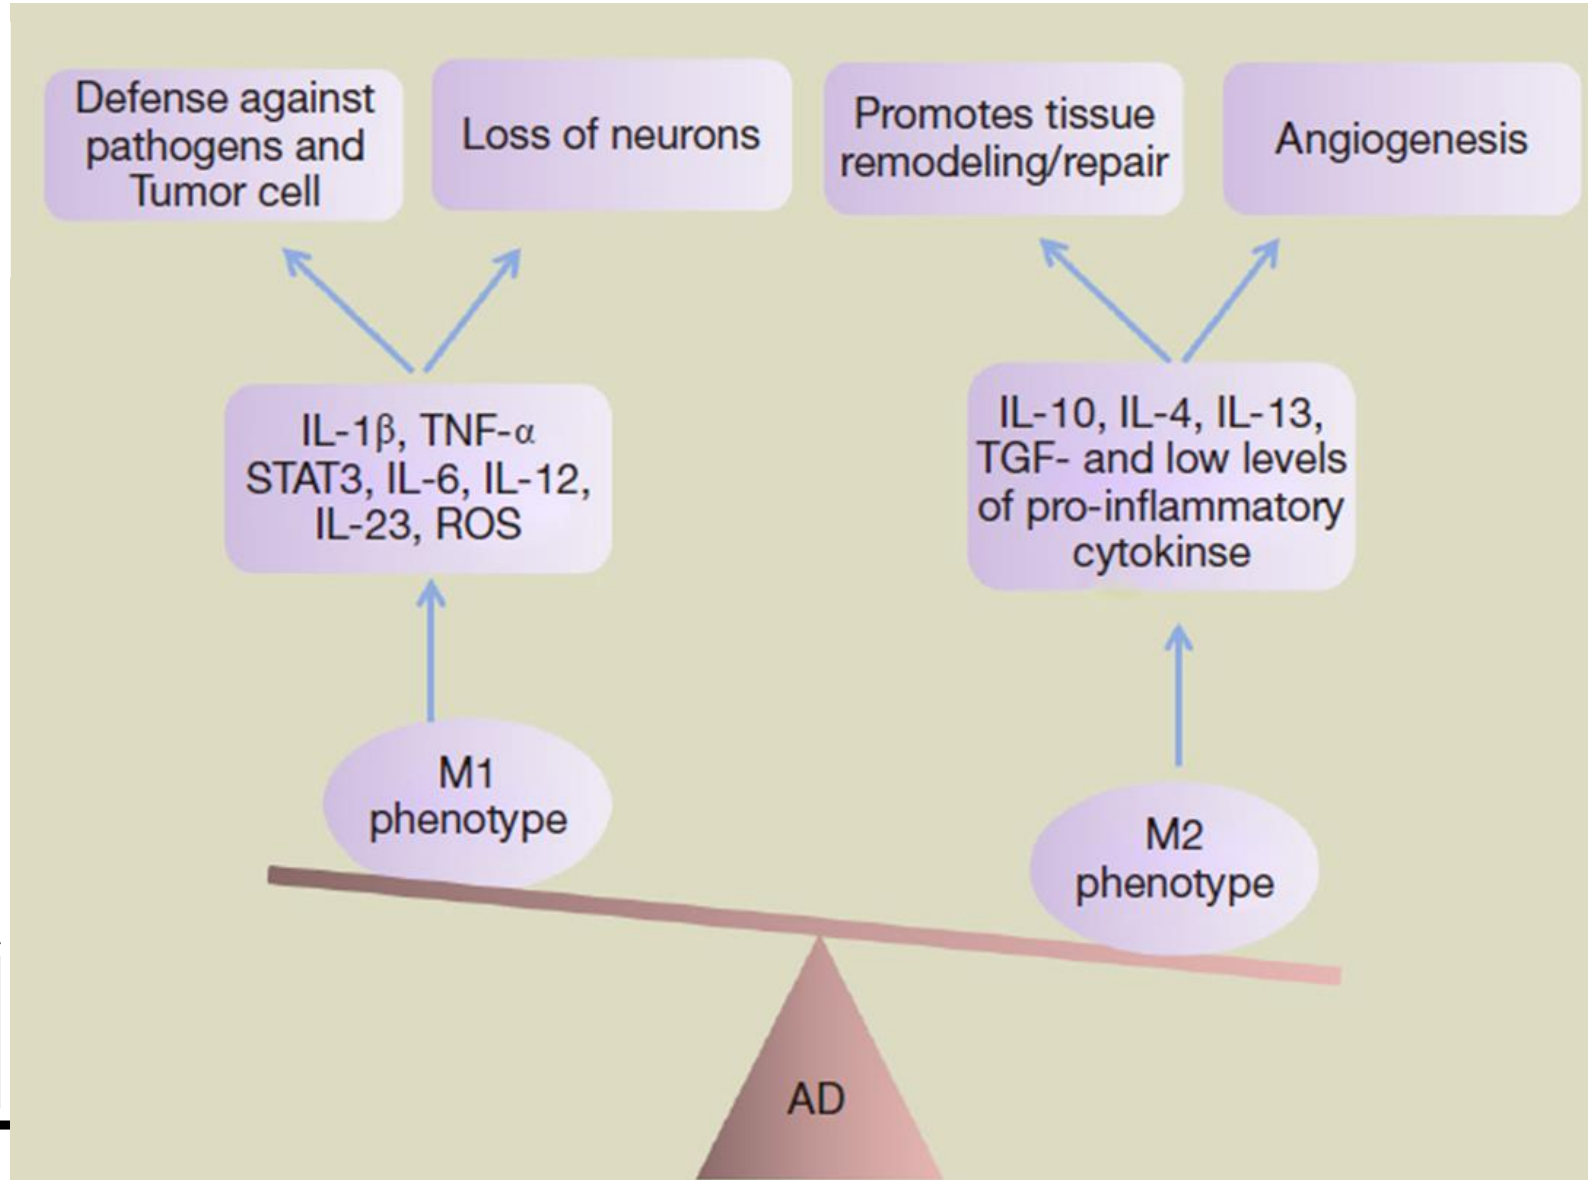 Defense against
pathogens and
Tumor cell
Loss of neurons
Promotes tissue
remodeling/repair
Angiogenesis
IL-1β, TNF-α
STAT3, IL-6, IL-12,
IL-23, ROS
IL-10, IL-4, IL-13,
TGF- and low levels
of pro-inflammatory
cytokinse
M1
phenotype
M2
phenotype
AD